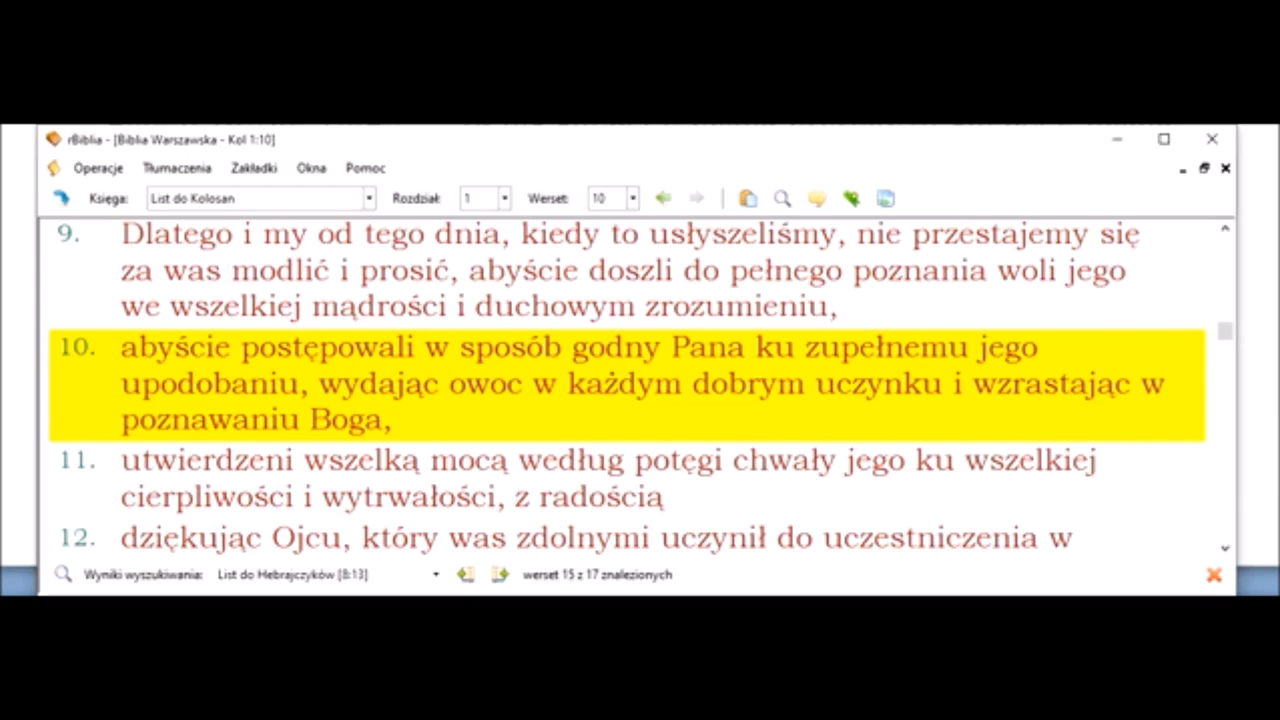 rBiblia - [Biblia Warszawska - Kol 1:10]
Operacje Tłumaczenia Zakładki Okna Pomoc
Księga: List do Kolosan Rozdział: 1 Werset: 10
9. Dlatego i my od tego dnia, kiedy to usłyszeliśmy, nie przestajemy się
za was modlić i prosić, abyście doszli do pełnego poznania woli jego
we wszelkiej mądrości i duchowym zrozumieniu,
10. abyście postępowali w sposób godny Pana ku zupełnemu jego
upodobaniu, wydając owoc w każdym dobrym uczynku i wzrastając w
poznawaniu Boga,
11. utwierdzeni wszelką mocą według potęgi chwały jego ku wszelkiej
cierpliwości i wytrwałości, z radością
12. dziękując Ojcu, który was zdolnymi uczynił do uczestniczenia w
Wyniki wyszukiwania: List do Hebrajczyków [8:13] werset 15 z 17 znalezionych